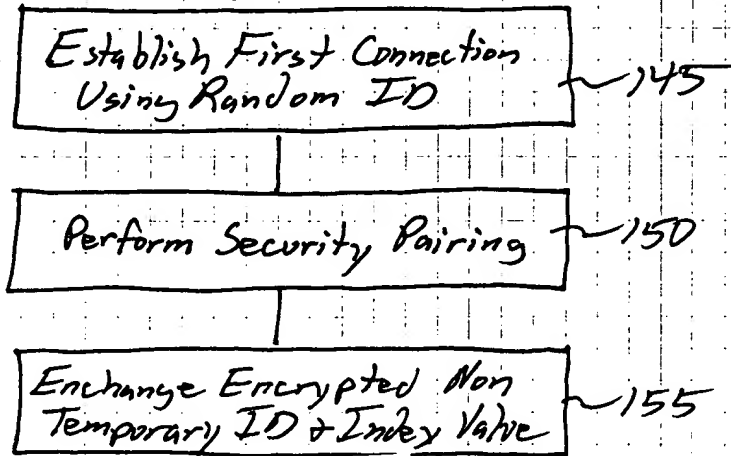 Establish First Connection
Using Random ID
145
Perform Security Pairing
150
Enchange Encrypted Non
Temporary ID & Index Value
155